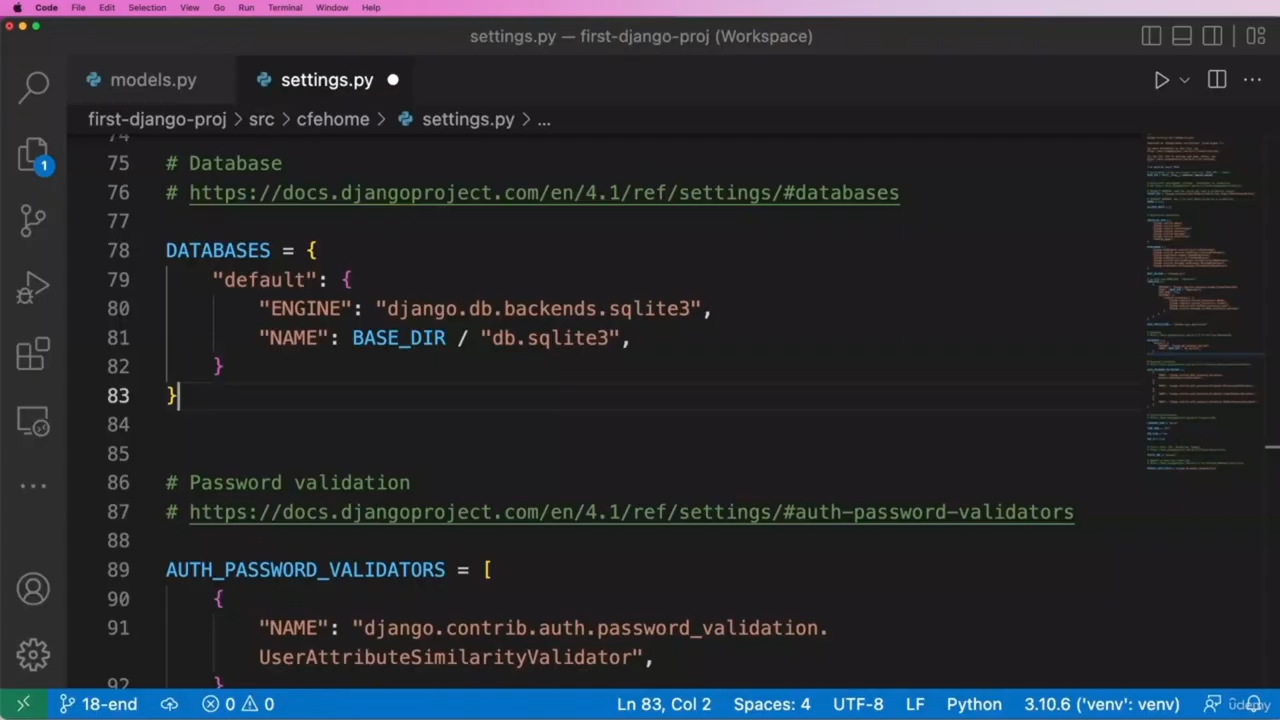 Code File Edit Selection View Go Run Terminal Window Help
settings.py — first-django-proj (Workspace)
models.py settings.py
first-django-proj > src > cfehome > settings.py > ...
1
74
75 # Database
76 # https://docs.djangoproject.com/en/4.1/ref/settings/#databases
77
78 DATABASES = {
79 "default": {
80 "ENGINE": "django.db.backends.sqlite3",
81 "NAME": BASE_DIR / "db.sqlite3",
82 }
83 }
84
85
86 # Password validation
87 # https://docs.djangoproject.com/en/4.1/ref/settings/#auth-password-validators
88
89 AUTH_PASSWORD_VALIDATORS = [
90 {
91 "NAME": "django.contrib.auth.password_validation.
UserAttributeSimilarityValidator",
92 }
18-end 0 0 Ln 83, Col 2 Spaces: 4 UTF-8 LF Python 3.10.6 ('venv': venv)
udemy